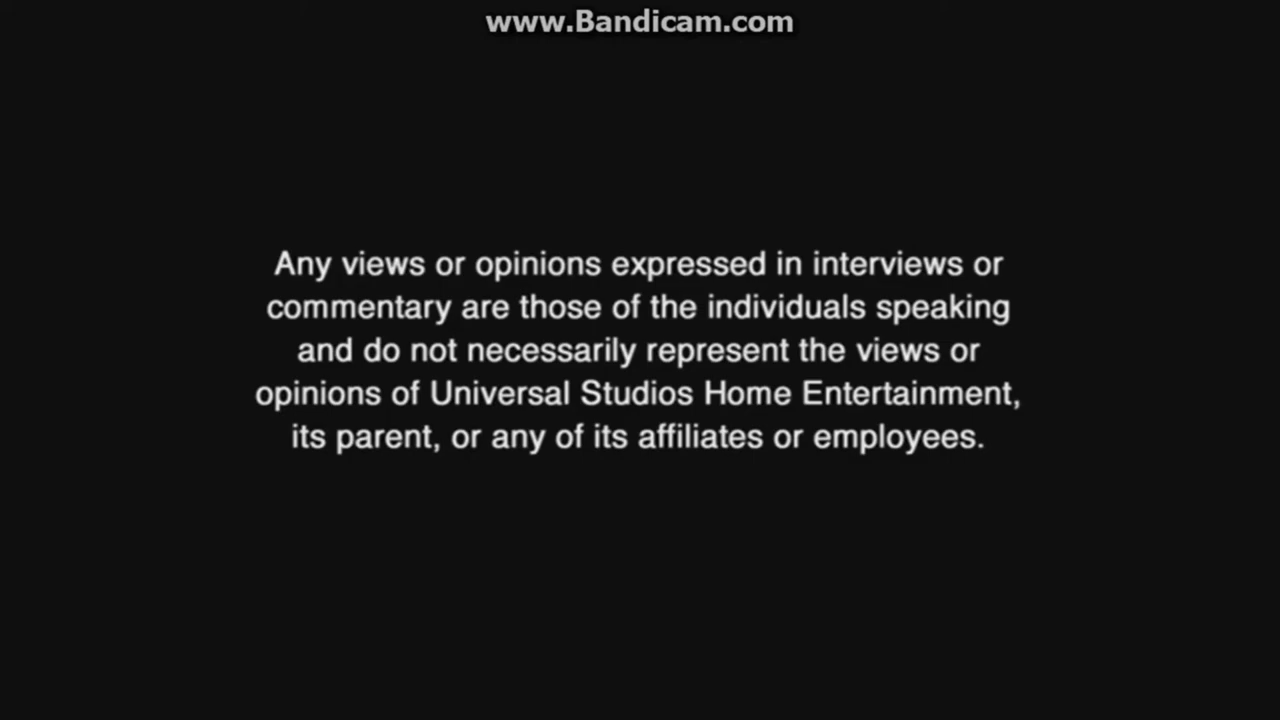 www.Bandicam.com
Any views or opinions expressed in interviews or
commentary are those of the individuals speaking
and do not necessarily represent the views or
opinions of Universal Studios Home Entertainment,
its parent, or any of its affiliates or employees.